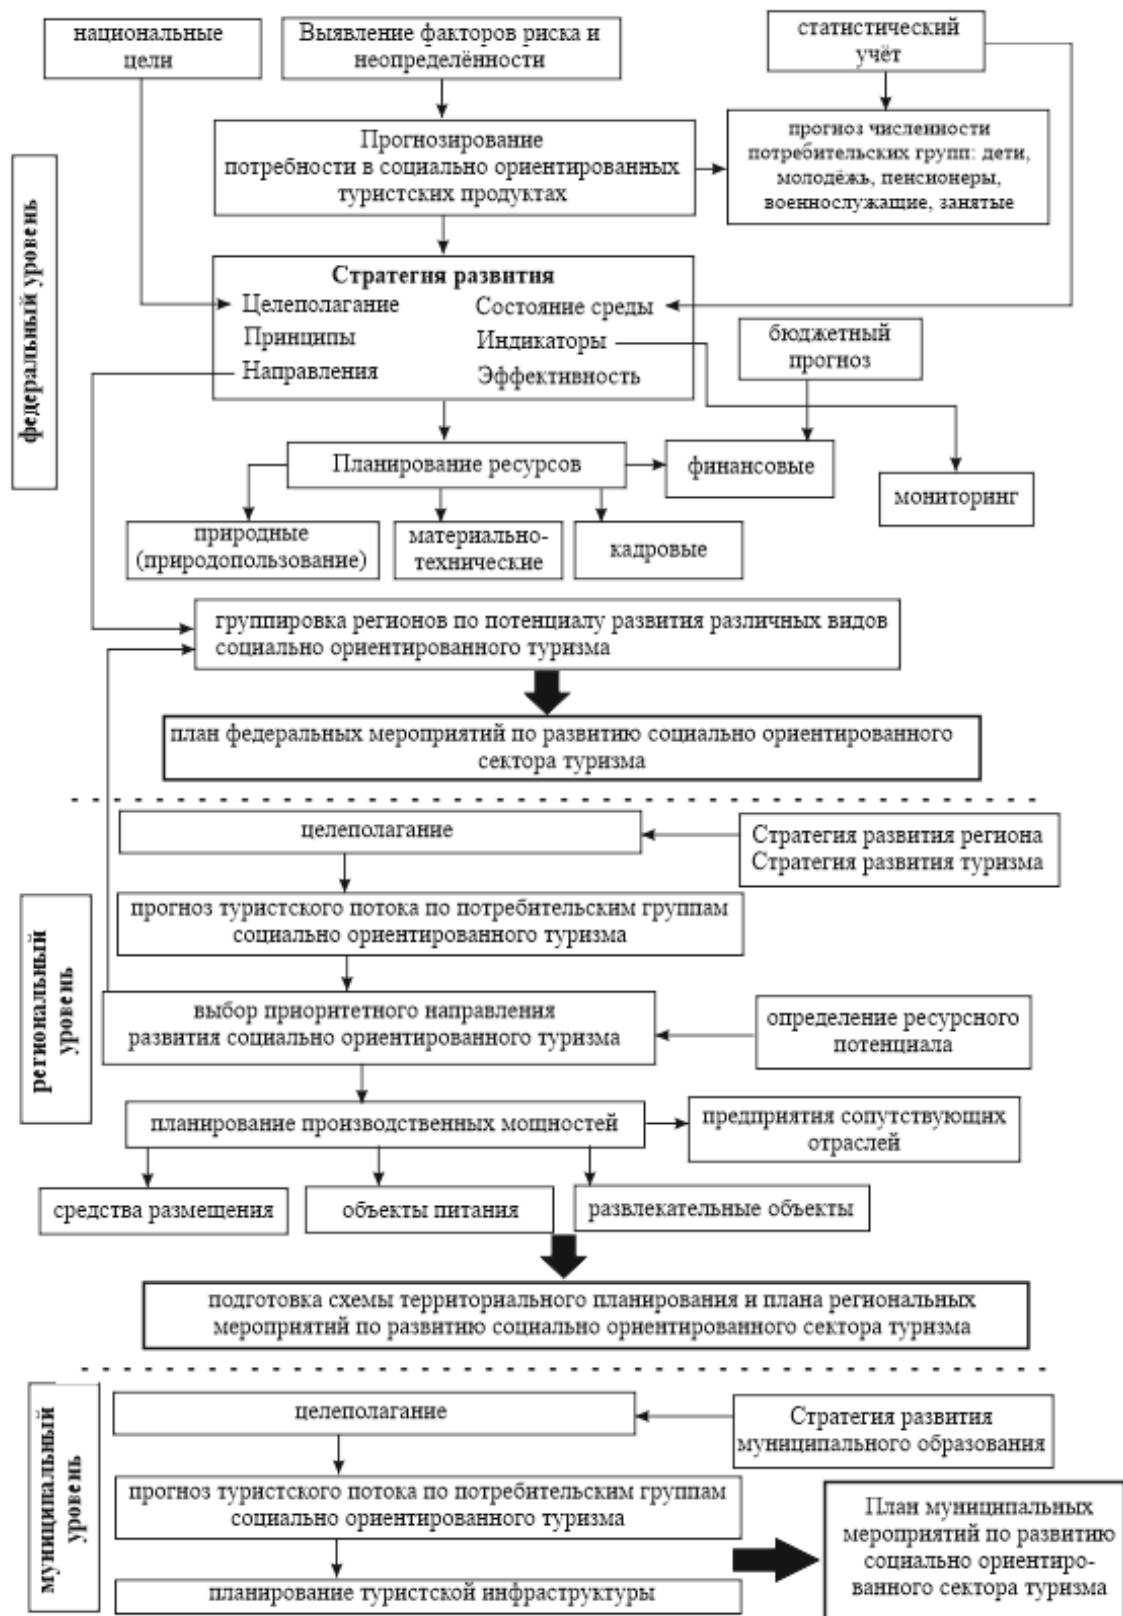 национальные
цели
Выявление факторов риска и
неопределённости
статистический
учёт
Прогнозирование
потребности в социально ориентированных
туристских продуктах
прогноз численности
потребительских групп: дети,
молодёжь, пенсионеры,
военнослужащие, занятые
федеральный уровень
Стратегия развития
Целеполагание
Состояние среды
Принципы
Индикаторы
Направления
Эффективность
бюджетный
прогноз
Планирование ресурсов
финансовые
мониторинг
природные
(природопользование)
материально-
технические
кадровые
группировка регионов по потенциалу развития различных видов
социально ориентированного туризма
план федеральных мероприятий по развитию социально ориентированного
сектора туризма
региональный
уровень
целеполагание
Стратегия развития региона
Стратегия развития туризма
прогноз туристского потока по потребительским группам
социально ориентированного туризма
выбор приоритетного направления
развития социально ориентированного туризма
определение ресурсного
потенциала
планирование производственных мощностей
предприятия сопутствующих
отраслей
средства размещения
объекты питания
развлекательные объекты
подготовка схемы территориального планирования и плана региональных
мероприятий по развитию социально ориентированного сектора туризма
муниципальный
уровень
целеполагание
Стратегия развития
муниципального образования
прогноз туристского потока по потребительским группам
социально ориентированного туризма
планирование туристской инфраструктуры
План муниципальных
мероприятий по развитию
социально ориентиро-
ванного сектора туризма